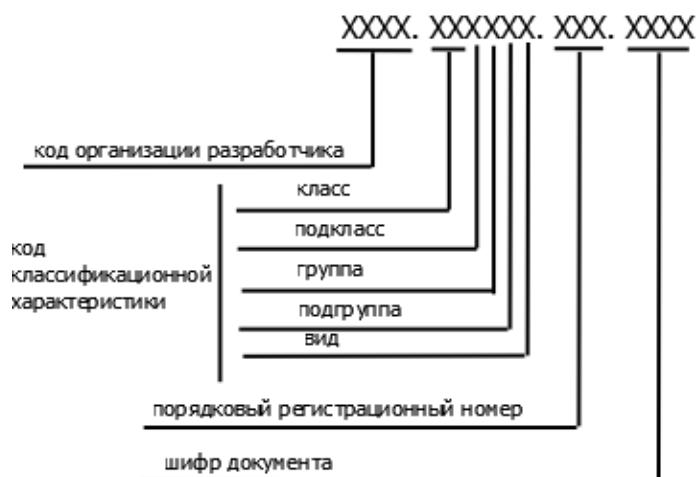 XXXX. XXXXXX. XXX. XXXX
код организации разработчика
класс
подкласс
код
классификационной
характеристики
группа
подгруппа
вид
порядковый регистрационный номер
шифр документа